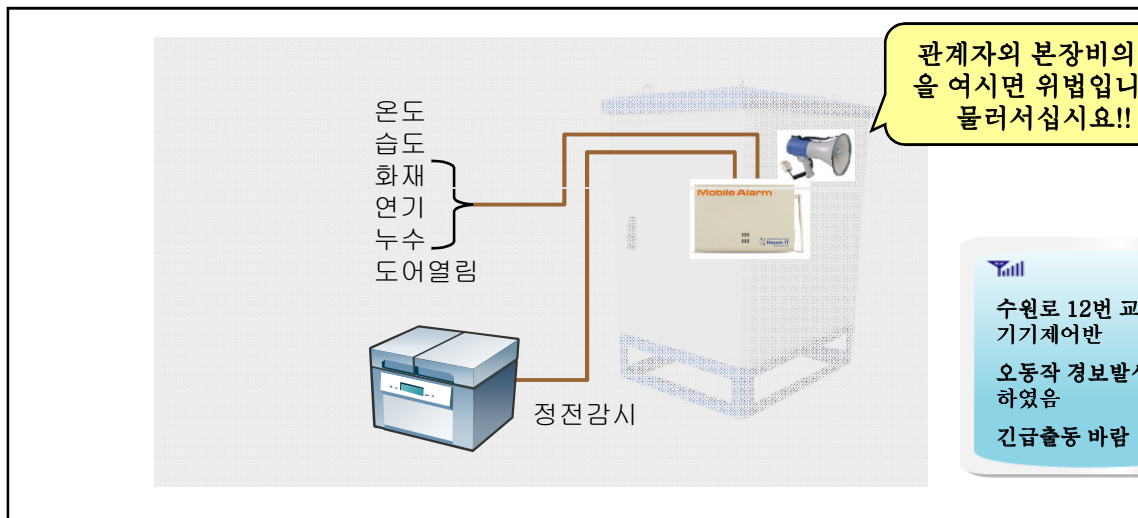 관계자외 본장비의
을 여시면 위법입니
물러서십시요!!
온도
습도
화재
연기
누수
도어열림
Mobile Alarm
Hasem IT
정전감시
수원로 12번 교
기기제어반
오동작 경보발
하였음
긴급출동 바람